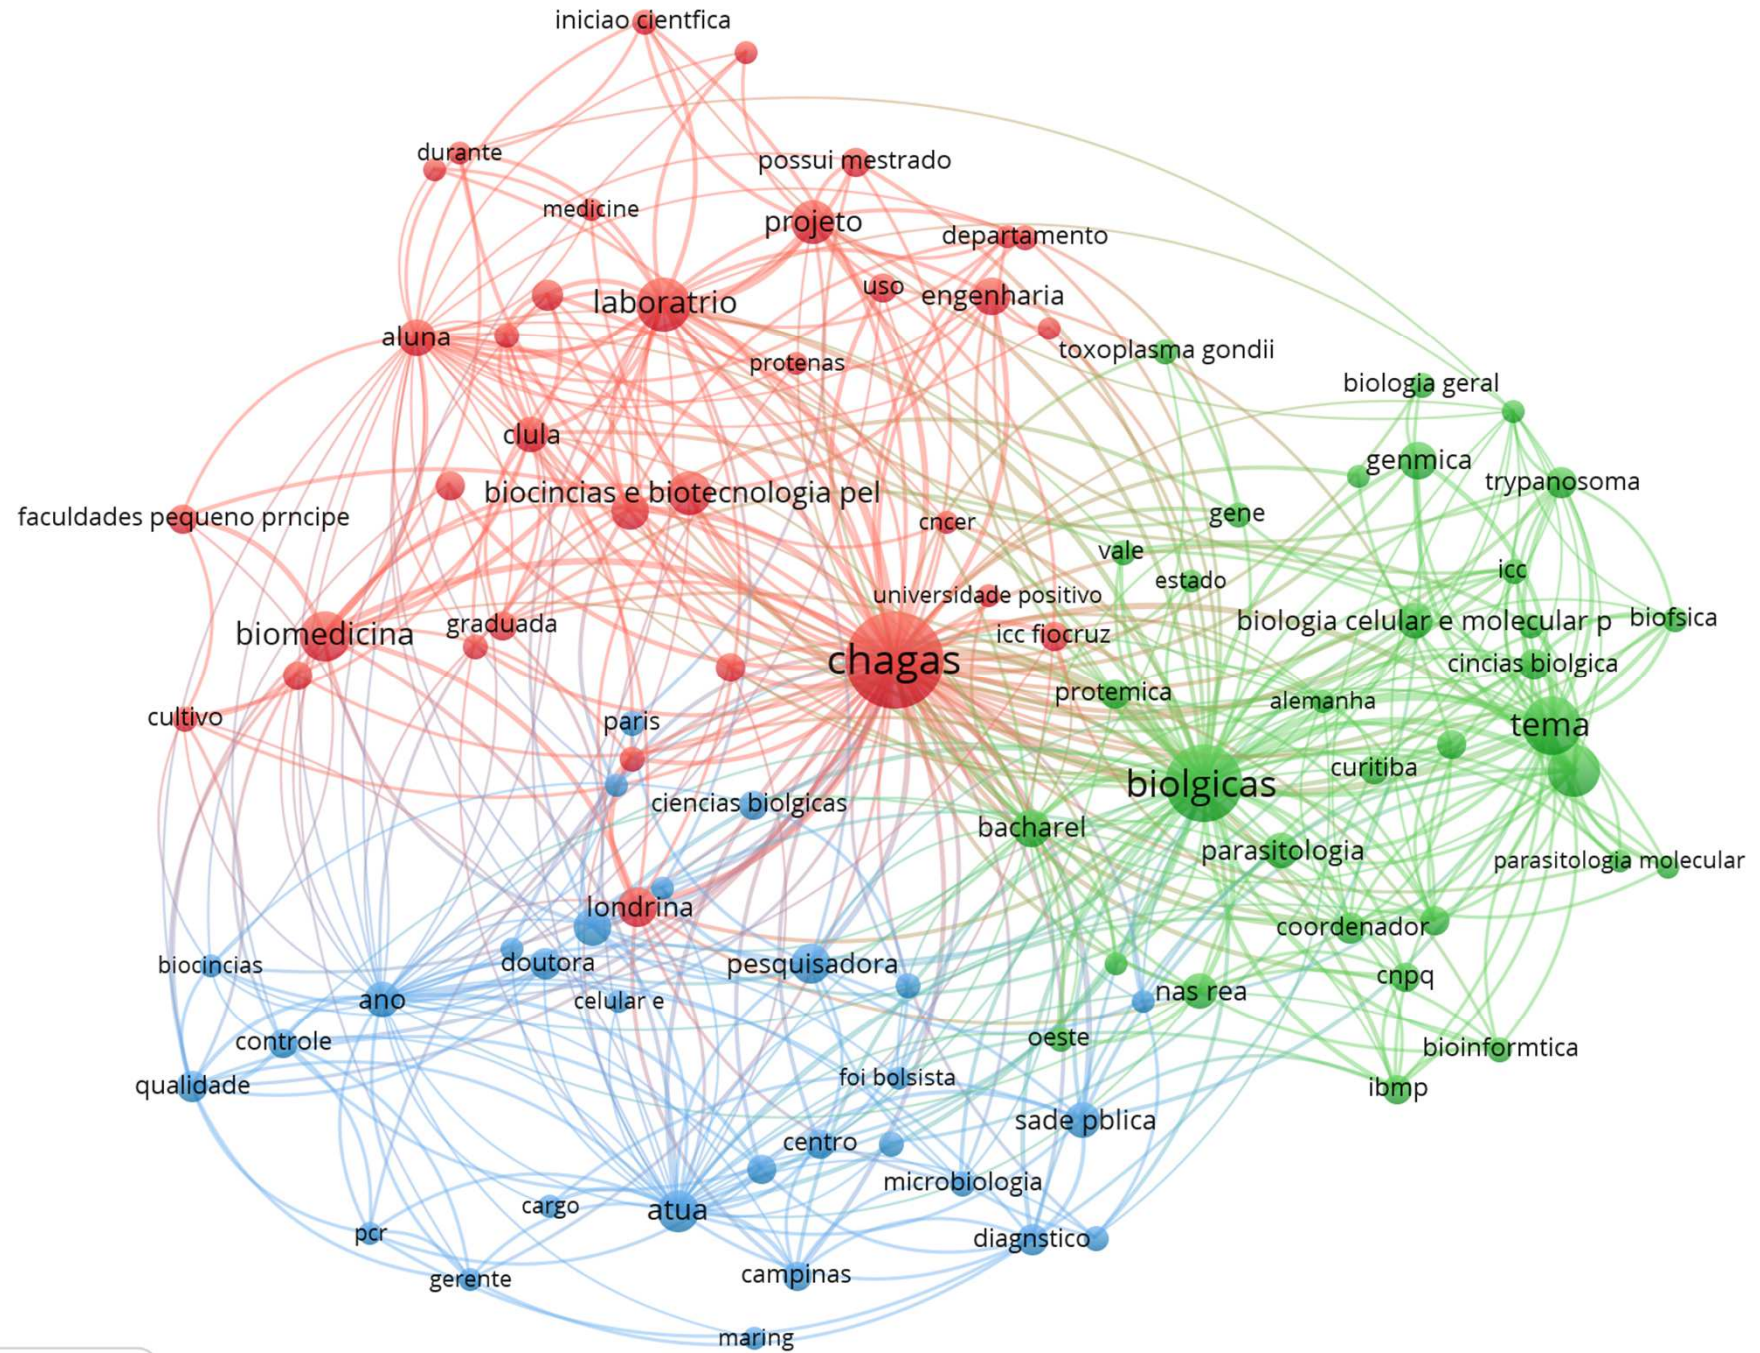 iniciao cientfica
durante
possui mestrado
medicine
projeto
departamento
uso
engenharia
laboratrio
aluna
toxoplasma gondii
protenas
biologia geral
clula
genmica
trypanosoma
biocincias e biotecnologia pel
faculdades pequeno prncipe
cncer
gene
vale
estado
icc
universidade positivo
biologia celular e molecular p
biofsica
graduada
biomedicina
icc fiocruz
chagas
cincias biolgica
protemica
alemanha
cultivo
paris
tema
curitiba
biolgicas
ciencias biolgicas
bacharel
parasitologia
parasitologia molecular
londrina
coordenador
biocincias
doutora
pesquisadora
cnpq
nas rea
ano
celular e
oeste
controle
bioinformtica
qualidade
foi bolsista
ibmp
sade pblica
centro
microbiologia
cargo
atua
pcr
diagnstico
gerente
campinas
maring